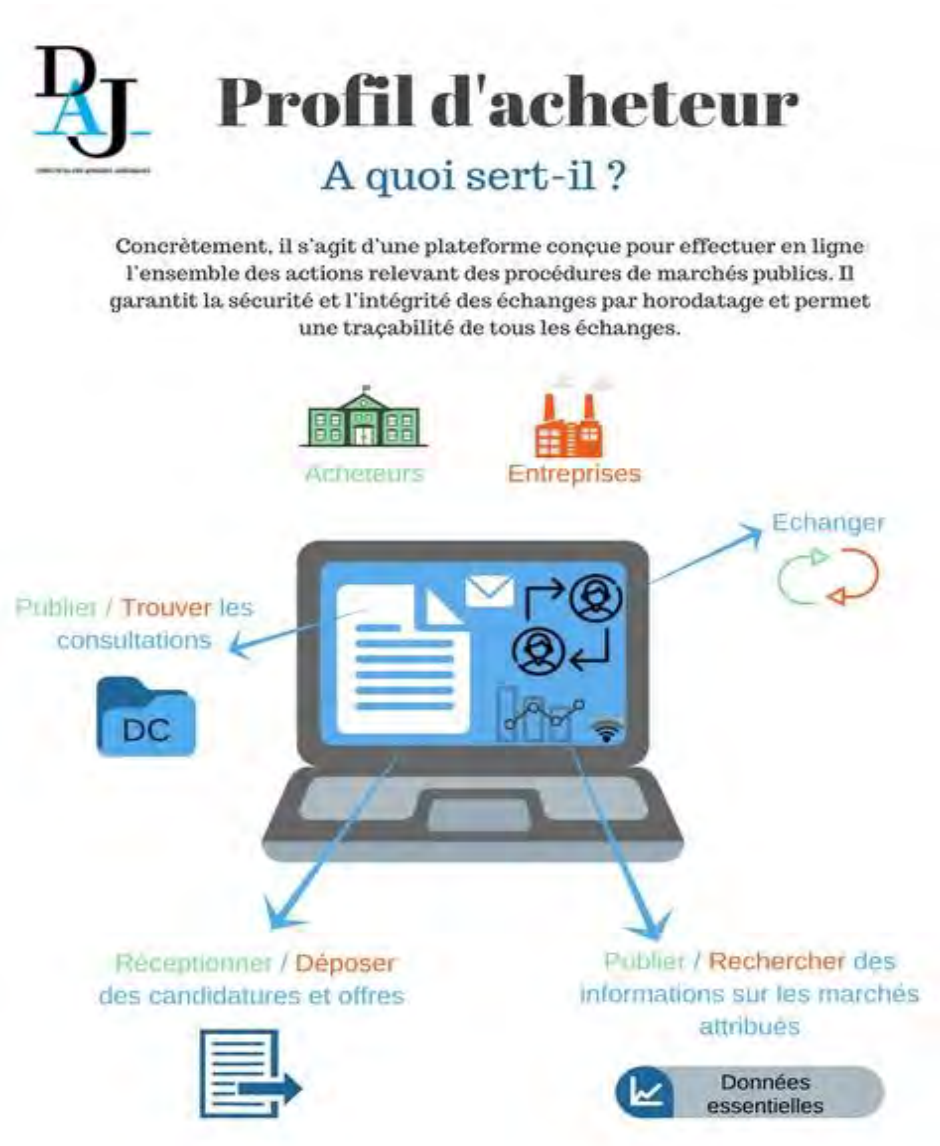 DAJ
Profil d'acheteur
A quoi sert-il ?
Concrètement, il s'agit d'une plateforme conçue pour effectuer en ligne
l'ensemble des actions relevant des procédures de marchés publics. Il
garantit la sécurité et l'intégrité des échanges par horodatage et permet
une traçabilité de tous les échanges.
Acheteurs
Entreprises
Echanger
Publier / Trouver les
consultations
DC
Réceptionner / Déposer
des candidatures et offres
Publier / Rechercher des
informations sur les marchés
attribués
Données
essentielles